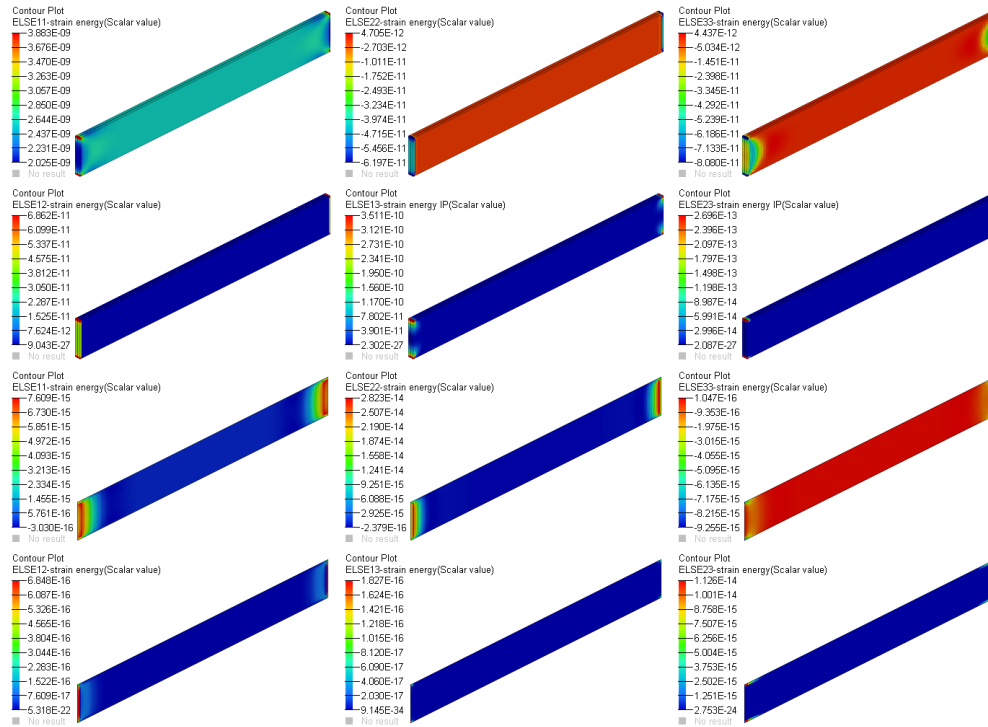 Contour Plot
ELSE11-strain energy(Scalar value)
3.883E-09
3.676E-09
3.470E-09
3.263E-09
3.057E-09
2.850E-09
2.644E-09
2.437E-09
2.231E-09
2.025E-09
No result
Contour Plot
ELSE22-strain energy(Scalar value)
4.705E-12
-2.703E-12
-1.011E-11
-1.752E-11
-2.493E-11
-3.234E-11
-3.974E-11
-4.715E-11
-5.456E-11
-6.197E-11
No result
Contour Plot
ELSE33-strain energy(Scalar value)
4.437E-12
-5.034E-12
-1.451E-11
-2.398E-11
-3.345E-11
-4.292E-11
-5.239E-11
-6.186E-11
-7.133E-11
-8.080E-11
No result
Contour Plot
ELSE12-strain energy(Scalar value)
6.862E-11
6.099E-11
5.337E-11
4.575E-11
3.812E-11
3.050E-11
2.287E-11
1.525E-11
7.624E-12
9.043E-27
No result
Contour Plot
ELSE13-strain energy IP(Scalar value)
3.511E-10
3.121E-10
2.731E-10
2.341E-10
1.950E-10
1.560E-10
1.170E-10
7.802E-11
3.901E-11
2.302E-27
No result
Contour Plot
ELSE23-strain energy IP(Scalar value)
2.696E-13
2.396E-13
2.097E-13
1.797E-13
1.498E-13
1.198E-13
8.987E-14
5.991E-14
2.996E-14
2.087E-27
No result
Contour Plot
ELSE11-strain energy(Scalar value)
7.609E-15
6.730E-15
5.851E-15
4.972E-15
4.093E-15
3.213E-15
2.334E-15
1.455E-15
5.761E-16
-3.030E-16
No result
Contour Plot
ELSE22-strain energy(Scalar value)
2.823E-14
2.507E-14
2.190E-14
1.874E-14
1.558E-14
1.241E-14
9.251E-15
6.088E-15
2.925E-15
-2.379E-16
No result
Contour Plot
ELSE33-strain energy(Scalar value)
1.047E-16
-9.353E-16
-1.975E-15
-3.015E-15
-4.055E-15
-5.095E-15
-6.135E-15
-7.175E-15
-8.215E-15
-9.255E-15
No result
Contour Plot
ELSE12-strain energy(Scalar value)
6.848E-16
6.087E-16
5.326E-16
4.565E-16
3.804E-16
3.044E-16
2.283E-16
1.522E-16
7.609E-17
5.318E-22
No result
Contour Plot
ELSE13-strain energy(Scalar value)
1.827E-16
1.624E-16
1.421E-16
1.218E-16
1.015E-16
8.120E-17
6.090E-17
4.060E-17
2.030E-17
9.145E-34
No result
Contour Plot
ELSE23-strain energy(Scalar value)
1.126E-14
1.001E-14
8.758E-15
7.507E-15
6.256E-15
5.004E-15
3.753E-15
2.502E-15
1.251E-15
2.753E-24
No result